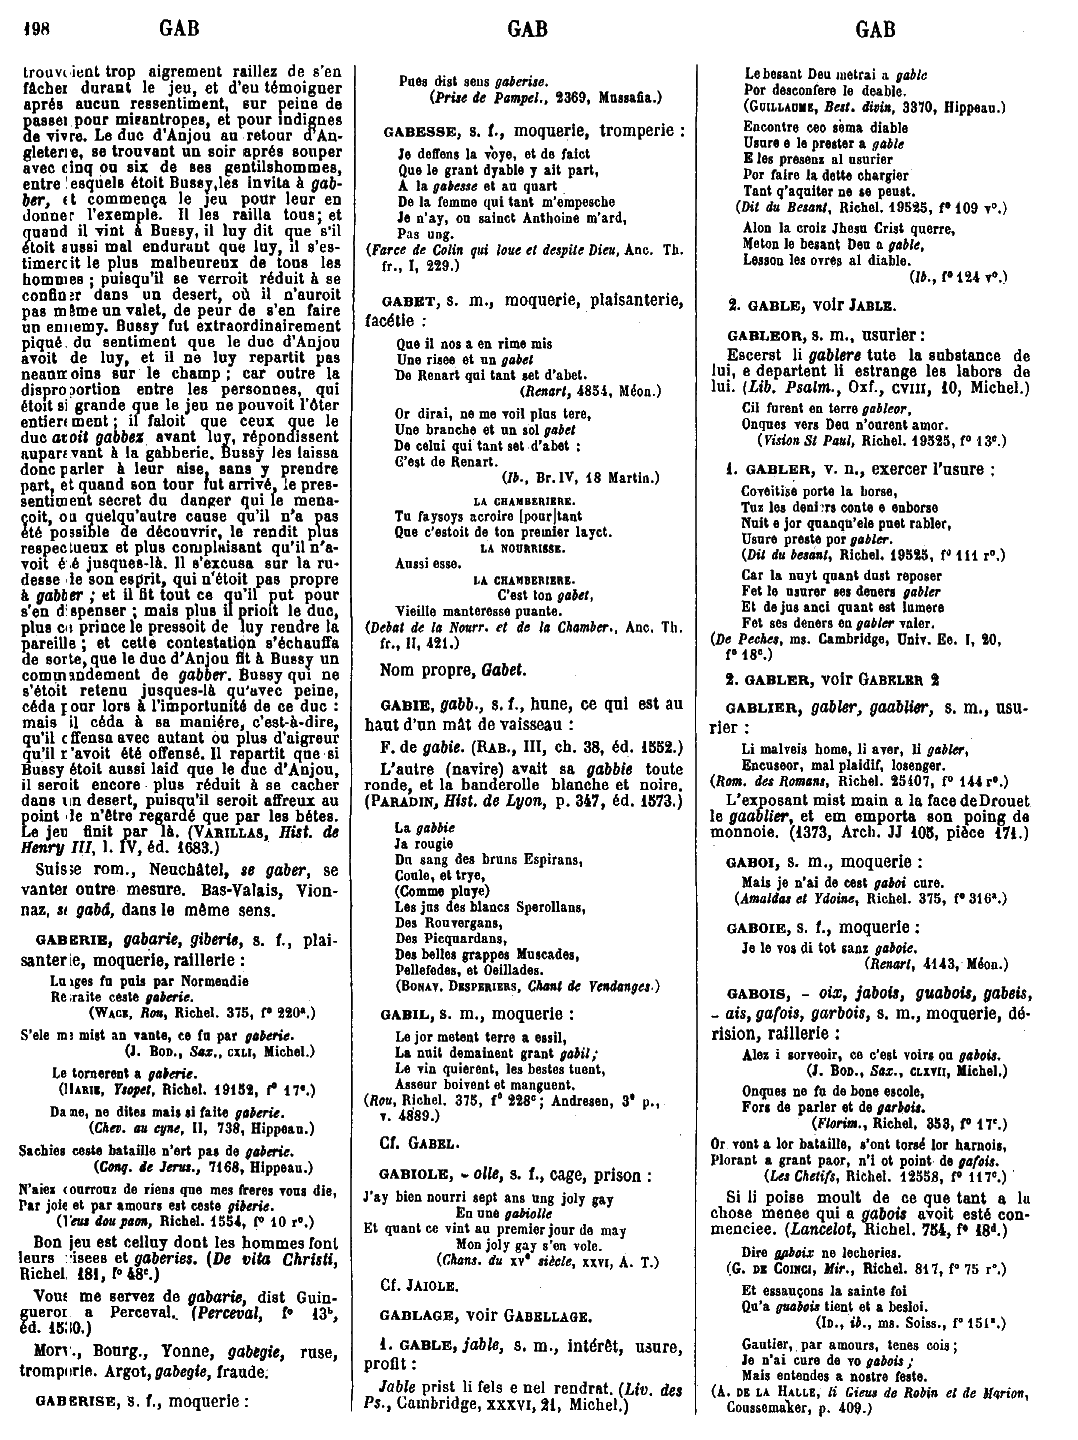 198 GAB GAB GAB
trouvoient trop aigrement raillez de s'en
fâcher durant le jeu, et d'eu témoigner
aprés aucun ressentiment, sur peine de
passer pour misantropes, et pour indignes
de vivre. Le duc d'Anjou au retour d'An-
gleterre, se trouvant un soir aprés souper
avec cinq ou six de ses gentilshommes,
entre lesquels étoit Bussy, les invita à gab-
ber, et commença le jeu pour leur en
donner l'exemple. Il les railla tous; et
quand il vint à Bussy, il luy dit que s'il
étoit aussi mal endurant que luy, il s'es-
timeroit le plus malheureux de tous les
hommes ; puisqu'il se verroit réduit à se
confiner dans un desert, où il n'auroit
pas même un valet, de peur de s'en faire
un ennemy. Bussy fut extraordinairement
piqué du sentiment que le duc d'Anjou
avoit de luy, et il ne luy repartit pas
neanmoins sur le champ ; car outre la
disproportion entre les personnes, qui
étoit si grande que le jeu ne pouvoit l'ôter
entierement ; il faloit que ceux que le
duc avoit gabbez avant luy, répondissent
auparavant à la gabberie. Bussy les laissa
donc parler à leur aise, sans y prendre
part, et quand son tour fut arrivé, le pres-
sentiment secret du danger qui le mena-
çoit, ou quelqu'autre cause qu'il n'a pas
été possible de découvrir, le rendit plus
respectueux et plus complaisant qu'il n'a-
voit été jusques-là. Il s'excusa sur la ru-
desse de son esprit, qui n'étoit pas propre
à gabber ; et il fit tout ce qu'il put pour
s'en dispenser ; mais plus il prioit le duc,
plus ce prince le pressoit de luy rendre la
pareille ; et cette contestation s'échauffa
de sorte, que le duc d'Anjou fit à Bussy un
commandement de gabber. Bussy qui ne
s'étoit retenu jusques-là qu'avec peine,
céda pour lors à l'importunité de ce duc :
mais il céda à sa maniére, c'est-à-dire,
qu'il offensa avec autant ou plus d'aigreur
qu'il n'avoit été offensé. Il repartit que si
Bussy étoit aussi laid que le duc d'Anjou,
il seroit encore plus réduit à se cacher
dans un desert, puisqu'il seroit affreux au
point de n'être regardé que par les bêtes.
Le jeu finit par là. (VARILLAS, Hist. de
Henry III, l. IV, éd. 1683.)
Suisse rom., Neuchâtel, se gaber, se
vanter outre mesure. Bas-Valais, Vion-
naz, se gabá, dans le même sens.
GABERIE, gabarie, giberie, s. f., plai-
santerie, moquerie, raillerie :
Lunges fu puis par Normendie
Retraite ceste gaberie.
(WACE, Rou, Richel. 375, f° 220ª.)
S'ele me mist an vante, ce fu par gaberie.
(J. BOD., Sax., CXLI, Michel.)
Le tornerent a gaberie.
(MARIE, Ysopet, Richel. 19152, f° 17ª.)
Dame, ne dites mais si faite gaberie.
(Chev. au cyne, II, 738, Hippeau.)
Sachies ceste bataille n'ert pas de gaberie.
(Conq. de Jerus., 7168, Hippeau.)
N'aiez courrouz de riens que mes freres vous die,
Par joie et par amours est ceste giberie.
(Veus dou paon, Richel. 1554, f° 10 r°.)
Bon jeu est celluy dont les hommes font
leurs risees et gaberies. (De vita Christi,
Richel. 181, f° 48ᶜ.)
Vous me servez de gabarie, dist Guin-
gueror a Perceval. (Perceval, f° 13ᵇ,
éd. 1530.)
Morv., Bourg., Yonne, gabegie, ruse,
tromperie. Argot, gabegie, fraude.
GABERISE, s. f., moquerie :
Pues dist sens gaberise.
(Prise de Pampel., 2369, Mussafia.)
GABESSE, s. f., moquerie, tromperie :
Je deffens la voye, et de faict
Que le grant dyable y ait part,
A la gabesse et au quart
De la femme qui tant m'empesche
Je n'ay, ou sainct Anthoine m'ard,
Pas ung.
(Farce de Colin qui loue et despite Dieu, Anc. Th.
fr., I, 229.)
GABET, s. m., moquerie, plaisanterie,
facétie :
Que il nos a en rime mis
Une risee et un gabet
De Renart qui tant set d'abet.
(Renart, 4854, Méon.)
Or dirai, ne me voil plus tere,
Une branche et un sol gabet
De celui qui tant set d'abet :
C'est de Renart.
(Ib., Br. IV, 18 Martin.)
LA CHAMBERIERE.
Tu faysoys acroire [pour]tant
Que c'estoit de ton premier layct.
LA NOURRISSE.
Aussi esse.
LA CHAMBERIERE.
C'est ton gabet,
Vieille manteresse puante.
(Debat de la Nourr. et de la Chamber., Anc. Th.
fr., II, 421.)
Nom propre, Gabet.
GABIE, gabb., s. f., hune, ce qui est au
haut d'un mât de vaisseau :
F. de gabie. (RAB., III, ch. 38, éd. 1552.)
L'autre (navire) avait sa gabbie toute
ronde, et la banderolle blanche et noire.
(PARADIN, Hist. de Lyon, p. 347, éd. 1573.)
La gabbie
Ja rougie
Du sang des bruns Espirans,
Coule, et trye,
(Comme playe)
Les jus des blancs Sperollans,
Des Rouvergans,
Des Picquardans,
Des belles grappes Muscades,
Pellefedes, et Oeillades.
(BONAV. DESPERIERS, Chant de Vendanges.)
GABIL, s. m., moquerie :
Le jor metent terre a essil,
La nuit demainent grant gabil;
Le vin quierent, les bestes tuent,
Asseur boivent et manguent.
(Rou, Richel. 375, f° 228ᶜ; Andresen, 3ᵉ p.,
v. 4889.)
Cf. GABEL.
GABIOLE, - olle, s. f., cage, prison :
J'ay bien nourri sept ans ung joly gay
En une gabiolle
Et quant ce vint au premier jour de may
Mon joly gay s'en vole.
(Chans. du xvᵉ siècle, XXVI, A. T.)
Cf. JAIOLE.
GABLAGE, voir GABELLAGE.
1. GABLE, jable, s. m., intérêt, usure,
profit :
Jable prist li fels e nel rendrat. (Liv. des
Ps., Cambridge, XXXVI, 21, Michel.)
Le besant Deu metrai a gable
Por desconfere le deable.
(GUILLAUME, Best. divin, 3370, Hippeau.)
Encontre ceo sema diable
Usure e le prester a gable
E les presenz al usurier
Por faire la dette chargier
Tant q'aquiter ne se peust.
(Dit du Besant, Richel. 19525, f° 109 v°.)
Alon la croiz Jhesu Crist querre,
Meton le besant Deu a gable,
Lesson les ovres al diable.
(Ib., f° 124 v°.)
2. GABLE, voir JABLE.
GABLEOR, s. m., usurier :
Escerst li gablere tute la substance de
lui, e departent li estrange les labors de
lui. (Lib. Psalm., Oxf., CVIII, 10, Michel.)
Cil furent en terre gableor,
Onques vers Deu n'ourent amor.
(Vision St Paul, Richel. 19525, f° 13ᶜ.)
1. GABLER, v. n., exercer l'usure :
Coveitise porte la borse,
Tuz les deniers conte e enborse
Nuit e jor quanqu'ele puet rabler,
Usure preste por gabler.
(Dit du besant, Richel. 19525, f° 111 r°.)
Car la nuyt quant dust reposer
Fet le usurer ses deners gabler
Et de jus anci quant est lumere
Fet ses deners en gabler valer.
(De Peches, ms. Cambridge, Univ. Ee. I, 20,
f° 18ᶜ.)
2. GABLER, voir GABELER 2
GABLIER, gabler, gaablier, s. m., usu-
rier :
Li malveis home, li aver, li gabler,
Encuseor, mal plaidif, losenger.
(Rom. des Romans, Richel. 25407, f° 144 r°.)
L'exposant mist main a la face de Drouet
le gaablier, et em emporta son poing de
monnoie. (1373, Arch. JJ 105, pièce 171.)
GABOI, s. m., moquerie :
Mais je n'ai de cest gaboi cure.
(Amaldas et Ydoine, Richel. 375, f° 316ª.)
GABOIE, s. f., moquerie :
Je le vos di tot sanz gaboie.
(Renart, 4143, Méon.)
GABOIS, - oix, jabois, guabois, gabeis,
- ais, gafois, garbois, s. m., moquerie, dé-
rision, raillerie :
Alez i sorveoir, ce c'est voirs ou gabois.
(J. BOD., Sax., CLXVII, Michel.)
Onques ne fu de bone escole,
Fors de parler et de garbois.
(Florim., Richel. 353, f° 17ᶜ.)
Or vont a lor bataille, s'ont torsé lor harnois,
Plorant a grant paor, n'i ot point de gafois.
(Les Chetifs, Richel. 12558, f° 117ᶜ.)
Si li poise moult de ce que tant a la
chose menee qui a gabois avoit esté con-
menciee. (Lancelot, Richel. 754, f° 18ᵈ.)
Dire gaboix ne lecheries.
(G. DE COINCI, Mir., Richel. 817, f° 75 r°.)
Et essauçons la sainte foi
Qu'a guabois tient et a besloi.
(ID., ib., ms. Soiss., f° 151ª.)
Gautier, par amours, tenes cois ;
Je n'ai cure de vo gabois ;
Mais entendes a nostre feste.
(A. DE LA HALLE, li Gieus de Robin et de Marion,
Coussemaker, p. 409.)